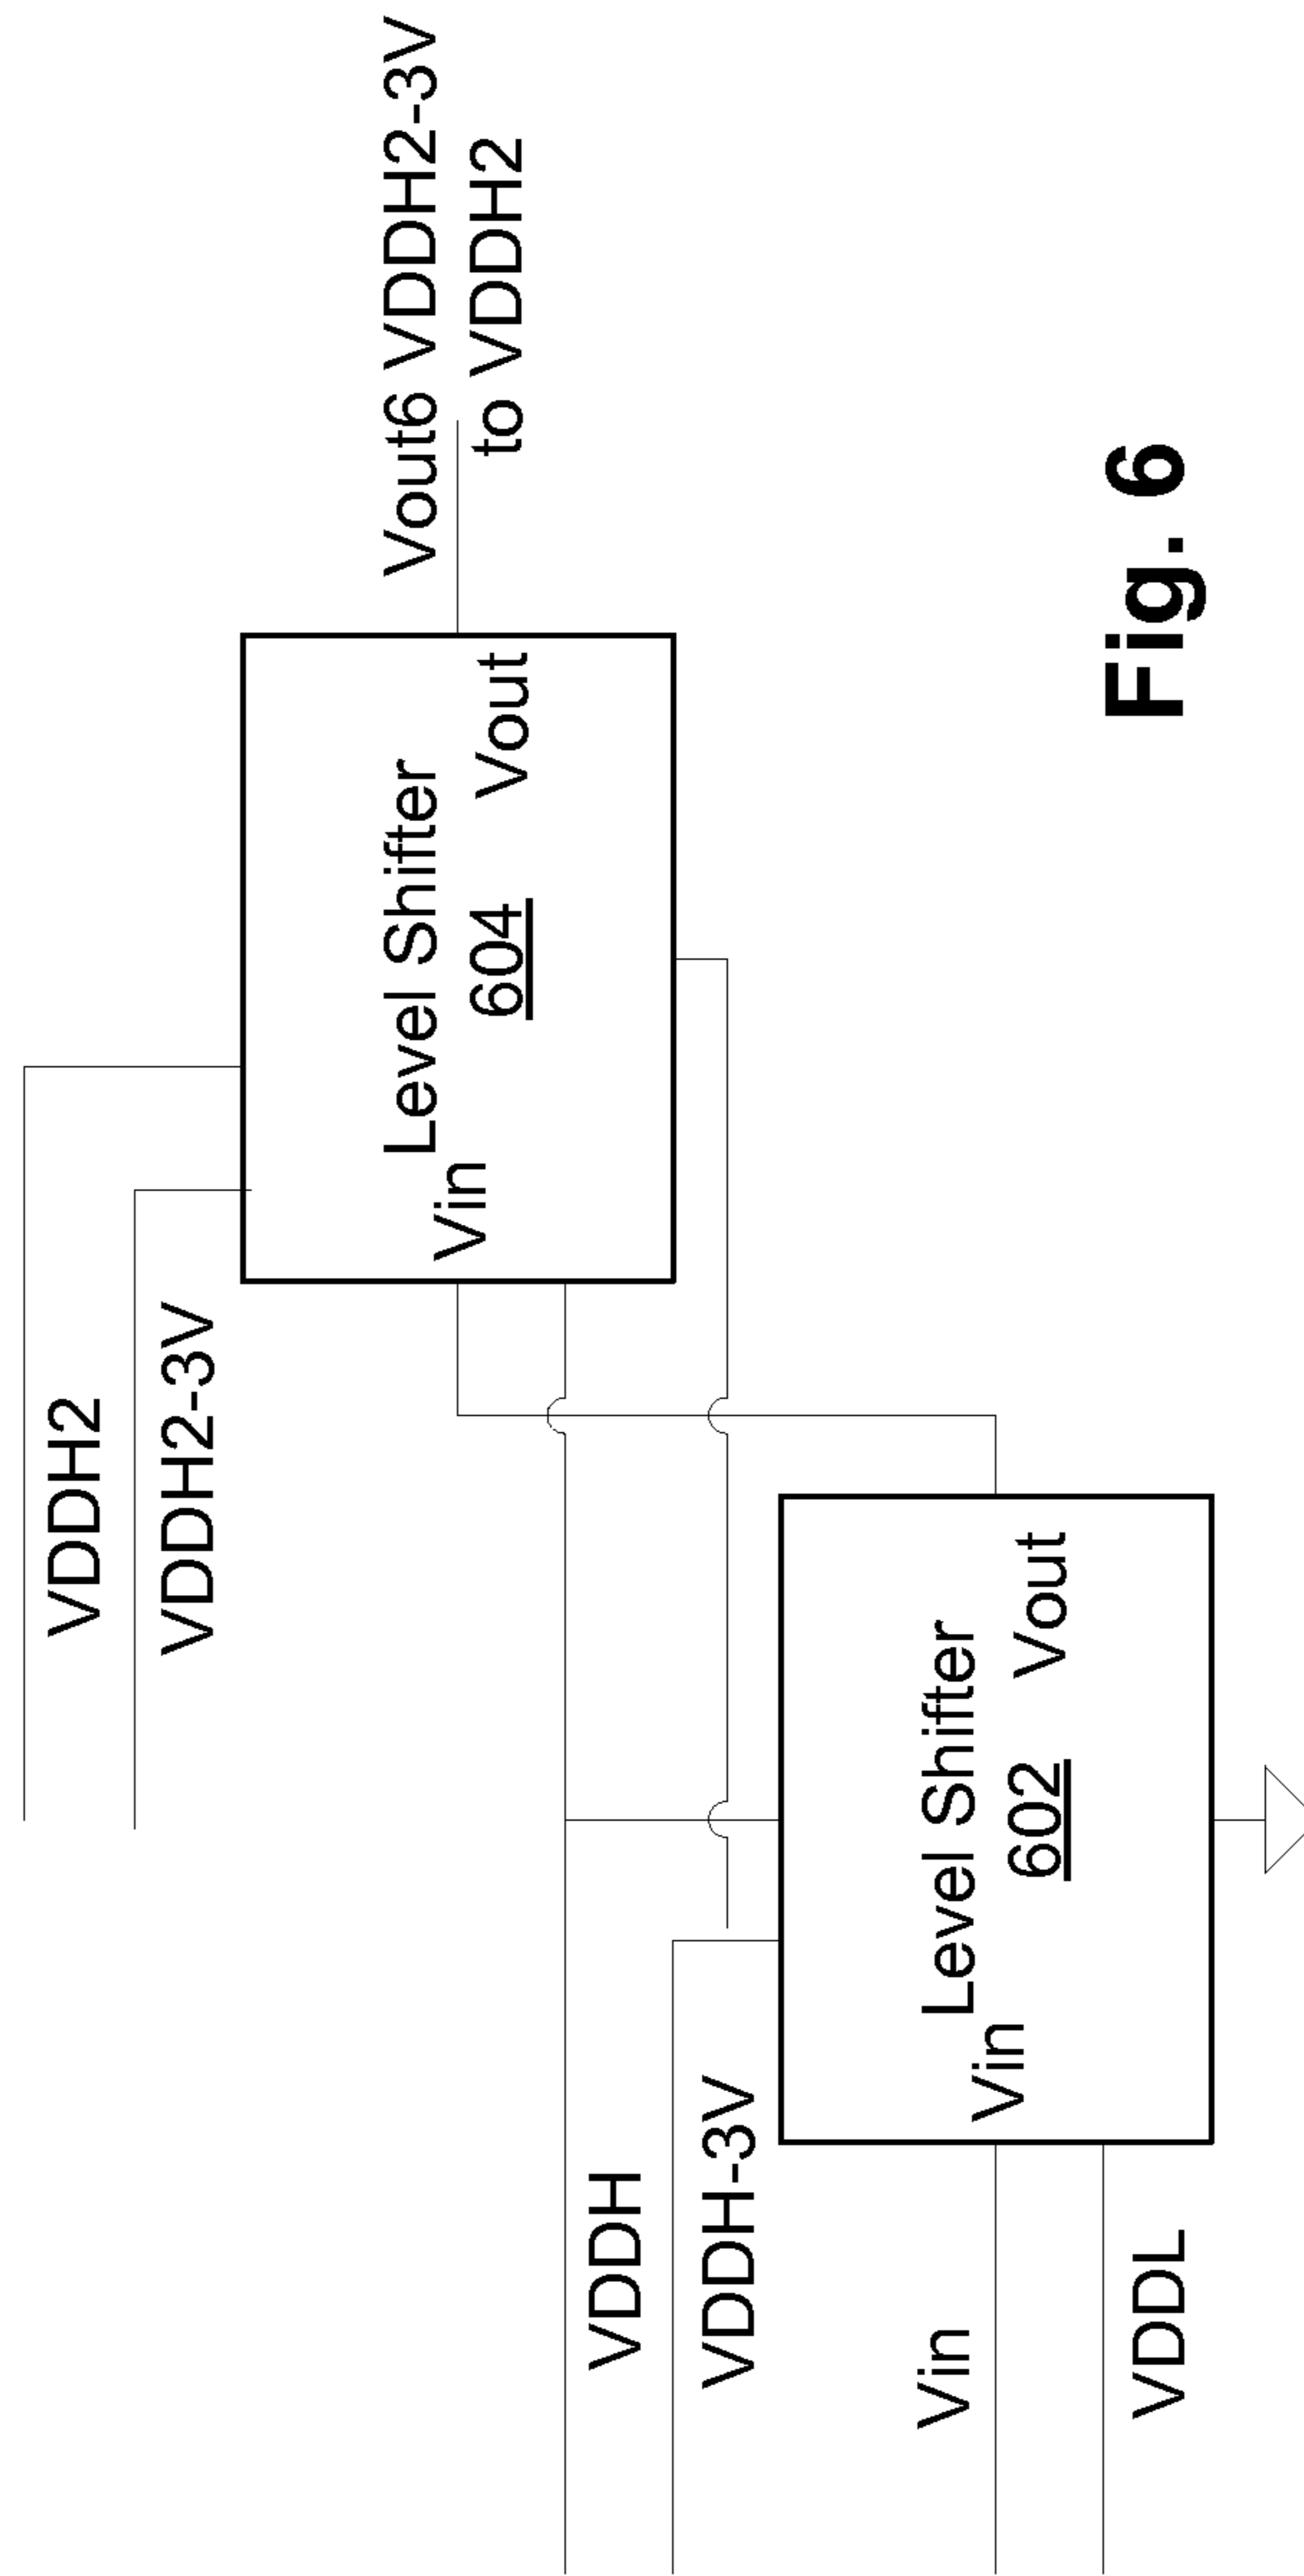 VDDH2
VDDH2-3V
Vout6 VDDH2-3V
to VDDH2
Level Shifter
Vin
604
Vout
VDDH
VDDH-3V
Vin
VDDL
Level Shifter
Vin
602
Vout
Fig. 6